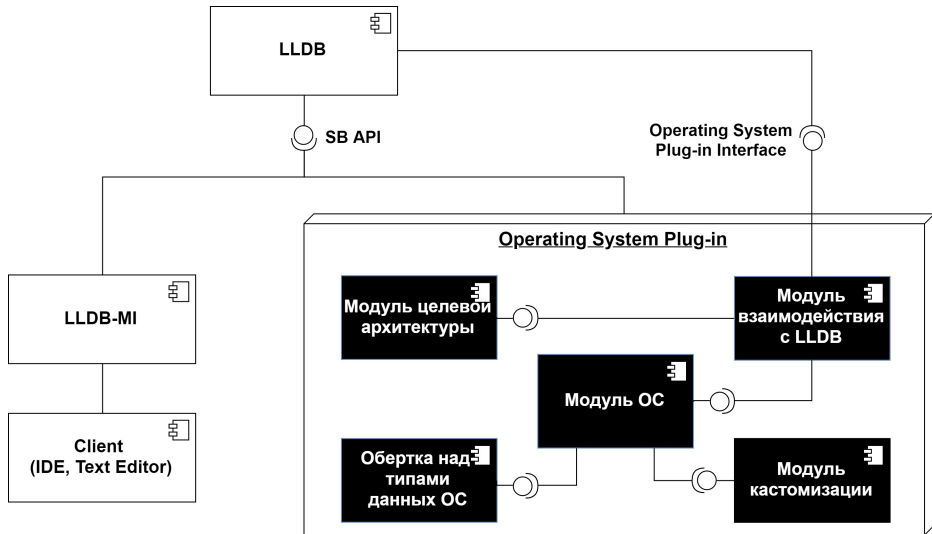 LLDB
SB API
Operating System
Plug-in Interface
Operating System Plug-in
Модуль целевой
архитектуры
Модуль
взаимодействия
с LLDB
LLDB-MI
Модуль ОС
Client
(IDE, Text Editor)
Обертка над
типами
данных ОС
Модуль
кастомизации